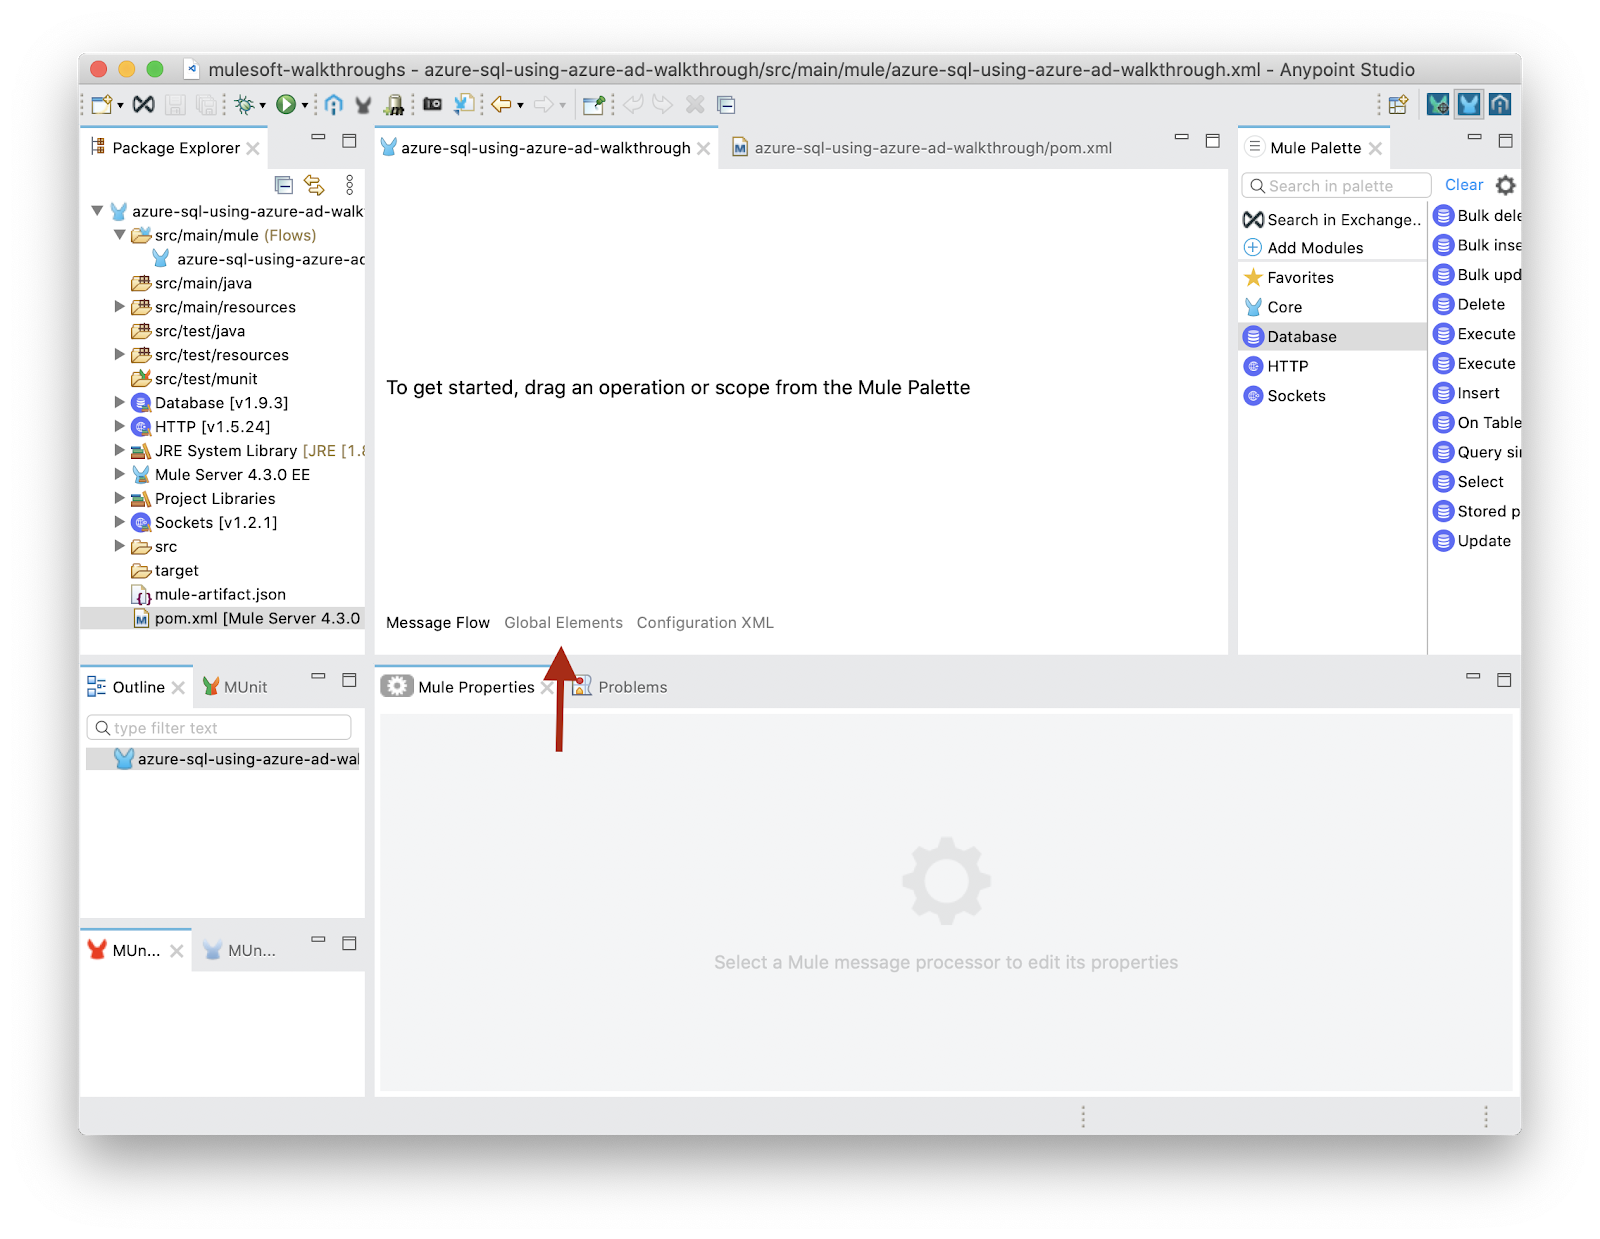 mulesoft-walkthroughs - azure-sql-using-azure-ad-walkthrough/src/main/mule/azure-sql-using-azure-ad-walkthrough.xml - Anypoint Studio
Package Explorer
azure-sql-using-azure-ad-walk
src/main/mule (Flows)
azure-sql-using-azure-ad
src/main/java
src/main/resources
src/test/java
src/test/resources
src/test/munit
Database [v1.9.3]
HTTP [v1.5.24]
JRE System Library [JRE [1.8
Mule Server 4.3.0 EE
Project Libraries
Sockets [v1.2.1]
src
target
mule-artifact.json
pom.xml [Mule Server 4.3.0
azure-sql-using-azure-ad-walkthrough
azure-sql-using-azure-ad-walkthrough/pom.xml
To get started, drag an operation or scope from the Mule Palette
Message Flow
Global Elements
Configuration XML
Mule Palette
Search in palette
Clear
Search in Exchange..
Add Modules
Favorites
Core
Database
HTTP
Sockets
Bulk dele
Bulk inse
Bulk upd
Delete
Execute
Execute
Insert
On Table
Query sin
Select
Stored p
Update
Outline
MUnit
type filter text
azure-sql-using-azure-ad-wal
MUn...
MUn...
Mule Properties
Problems
Select a Mule message processor to edit its properties